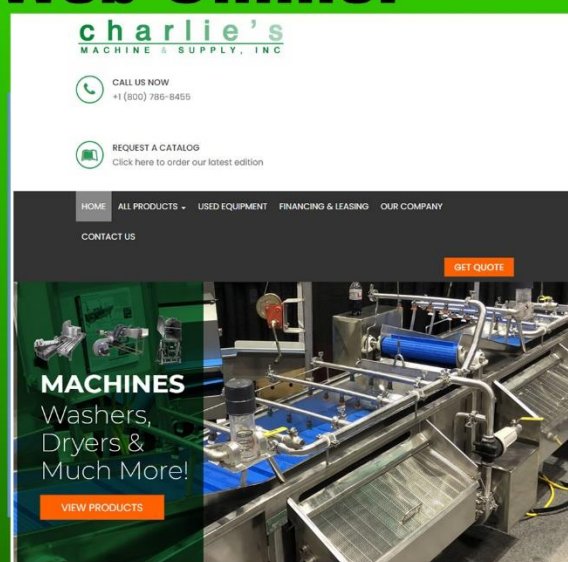 charlie's
MACHINE & SUPPLY, INC
CALL US NOW
+1 (800) 786-8455
REQUEST A CATALOG
Click here to order our latest edition
HOME ALL PRODUCTS USED EQUIPMENT FINANCING & LEASING OUR COMPANY
CONTACT US
GET QUOTE
MACHINES
Washers,
Dryers &
Much More!
VIEW PRODUCTS